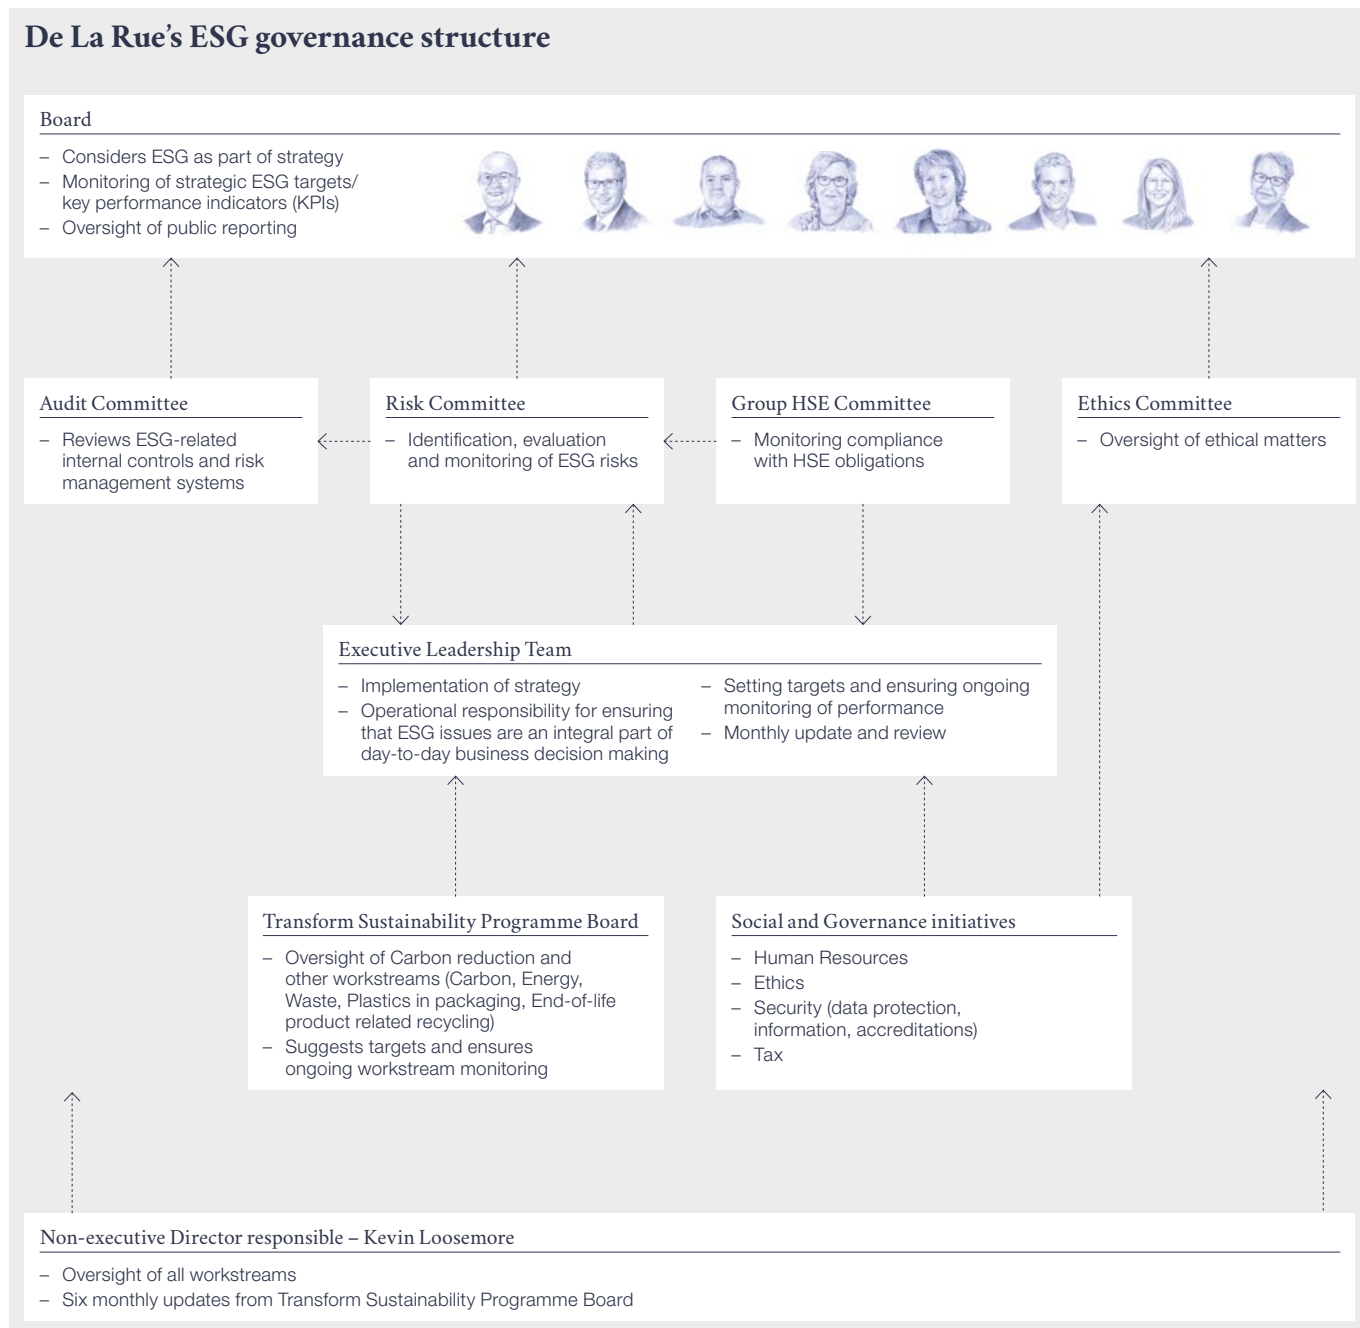 De La Rue’s ESG governance structure
Board
– Considers ESG as part of strategy
– Monitoring of strategic ESG targets/
key performance indicators (KPIs)
– Oversight of public reporting
Audit Committee
– Reviews ESG-related
internal controls and risk
management systems
Risk Committee
– Identification, evaluation
and monitoring of ESG risks
Group HSE Committee
– Monitoring compliance
with HSE obligations
Ethics Committee
– Oversight of ethical matters
Executive Leadership Team
– Implementation of strategy
– Operational responsibility for ensuring
that ESG issues are an integral part of
day-to-day business decision making
– Setting targets and ensuring ongoing
monitoring of performance
– Monthly update and review
Transform Sustainability Programme Board
– Oversight of Carbon reduction and
other workstreams (Carbon, Energy,
Waste, Plastics in packaging, End-of-life
product related recycling)
– Suggests targets and ensures
ongoing workstream monitoring
Social and Governance initiatives
– Human Resources
– Ethics
– Security (data protection,
information, accreditations)
– Tax
Non-executive Director responsible – Kevin Loosemore
– Oversight of all workstreams
– Six monthly updates from Transform Sustainability Programme Board